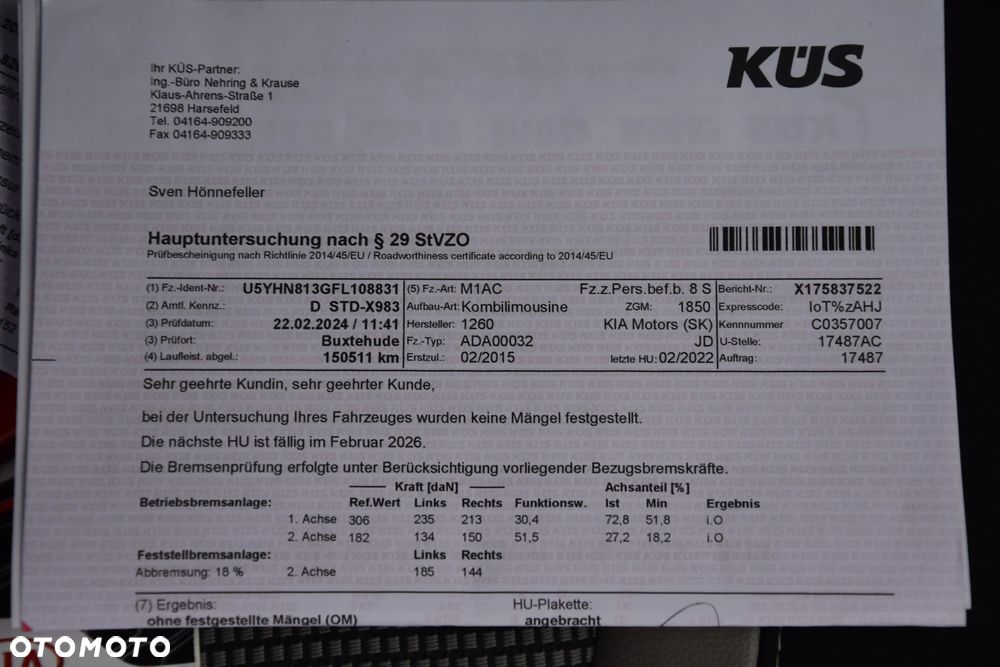 KÜS
Ihr KÜS-Partner:
Ing.-Büro Nehring & Krause
Klaus-Ahrens-Straße 1
21698 Harsefeld
Tel. 04164-909200
Fax 04164-909333
Sven Hönnefeller
Hauptuntersuchung nach § 29 StVZO
Prüfbescheinigung nach Richtlinie 2014/45/EU / Roadworthiness certificate according to 2014/45/EU
(1) Fz.-Ident-Nr.: U5YHN813GFL108831 (5) Fz.-Art: M1AC Fz.z.Pers.bef.b. 8 S Bericht-Nr.: X175837522
(2) Amtl. Kennz.: D STD-X983 Aufbau-Art: Kombilimousine ZGM: 1850 Expresscode: IoT%zAHJ
(3) Prüfdatum: 22.02.2024 / 11:41 Hersteller: 1260 KIA Motors (SK) Kennnummer C0357007
(3) Prüfort: Buxtehude Fz.-Typ: ADA00032 JD U-Stelle: 17487AC
(4) Laufleist. abgel.: 150511 km Erstzul.: 02/2015 letzte HU: 02/2022 Auftrag: 17487
Sehr geehrte Kundin, sehr geehrter Kunde,
bei der Untersuchung Ihres Fahrzeuges wurden keine Mängel festgestellt.
Die nächste HU ist fällig im Februar 2026.
Die Bremsenprüfung erfolgte unter Berücksichtigung vorliegender Bezugsbremskräfte.
Kraft [daN] Achsanteil [%]
Betriebsbremsanlage: Ref.Wert Links Rechts Funktionsw. Ist Min Ergebnis
1. Achse 306 235 213 30,4 72,8 51,8 i.O
2. Achse 182 134 150 51,5 27,2 18,2 i.O
Feststellbremsanlage: Links Rechts
Abbremsung: 18 % 2. Achse 185 144
(7) Ergebnis: HU-Plakette:
ohne festgestellte Mängel (OM) angebracht
OTOMOTO